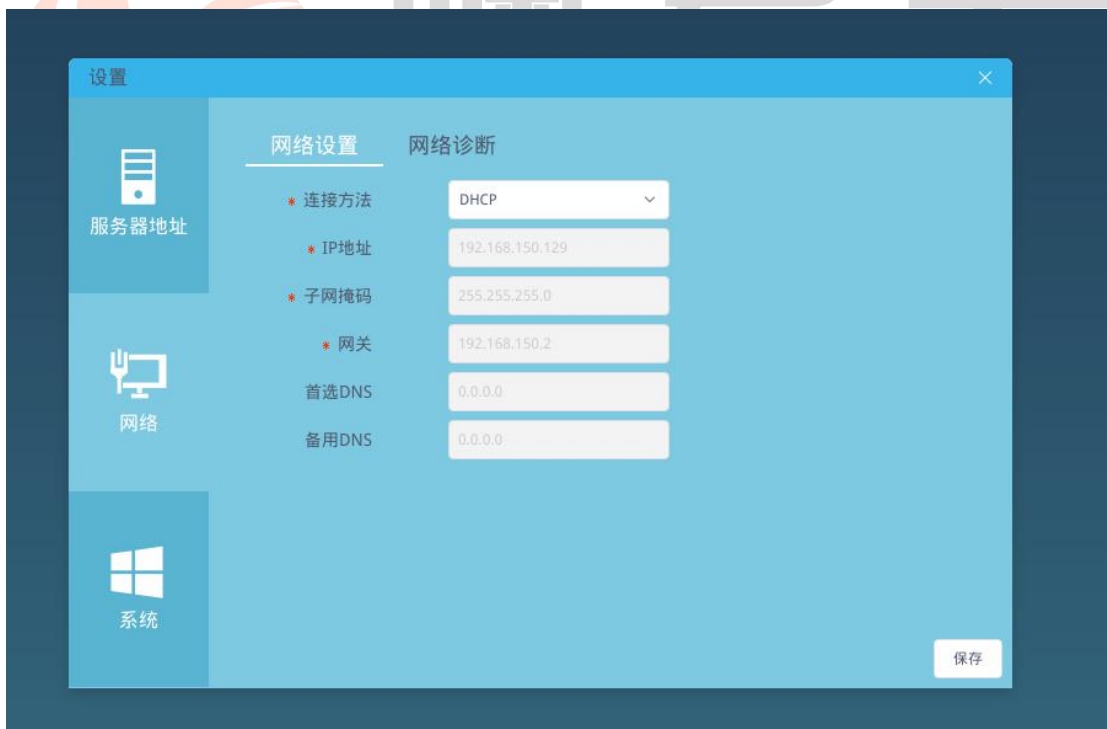 设置
网络设置 网络诊断
服务器地址
* 连接方法 DHCP
* IP地址 192.168.150.129
* 子网掩码 255.255.255.0
* 网关 192.168.150.2
网络
首选DNS 0.0.0.0
备用DNS 0.0.0.0
系统
保存